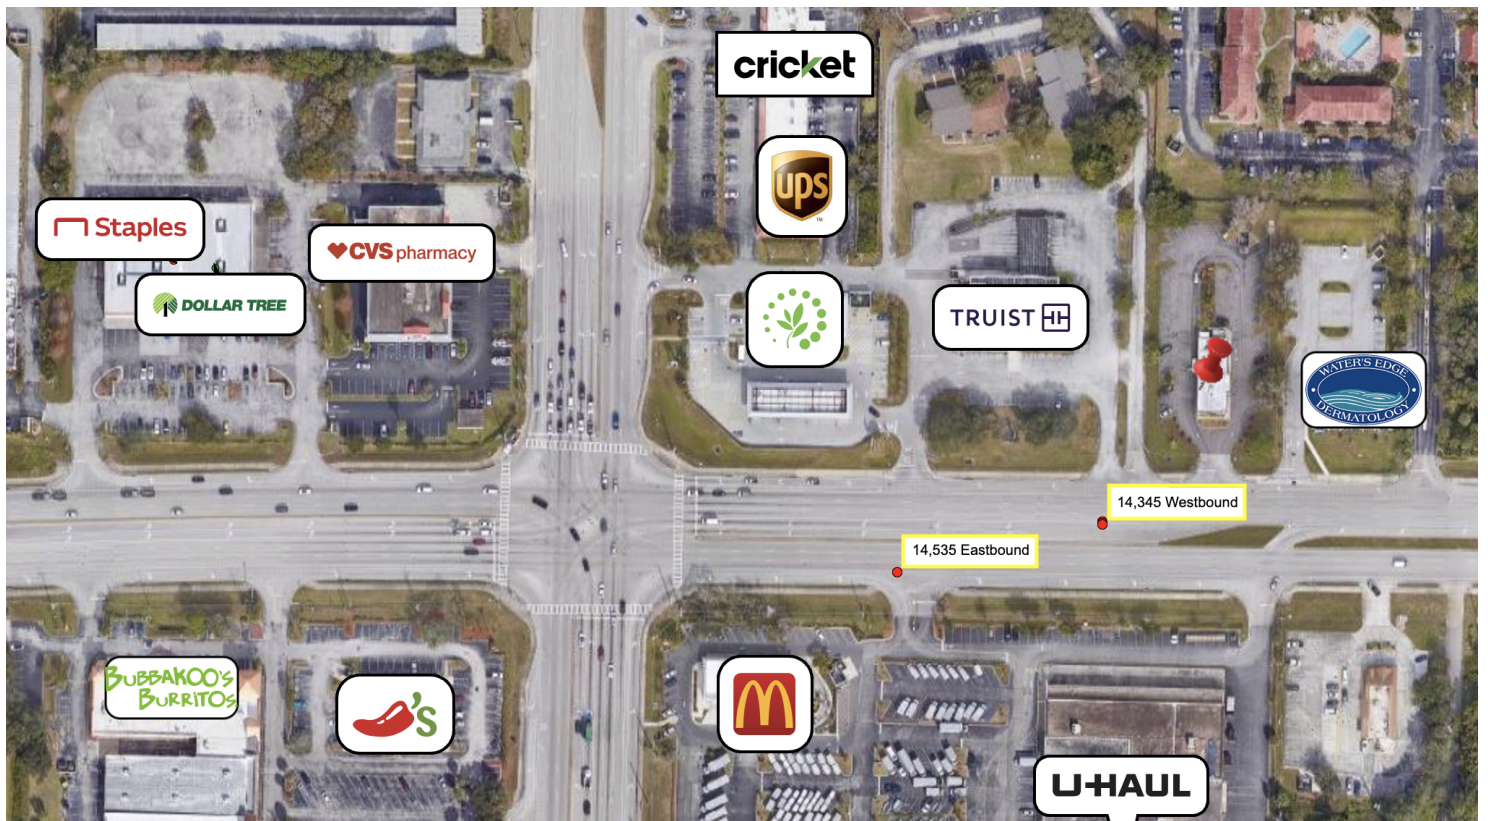 cricket
ups
TM
Staples
CVS pharmacy
DOLLAR TREE
TRUIST
WATER'S EDGE
DERMATOLOGY
14,345 Westbound
14,535 Eastbound
BUBBAKOO'S
BURRITOS
'S
M
U-HAUL